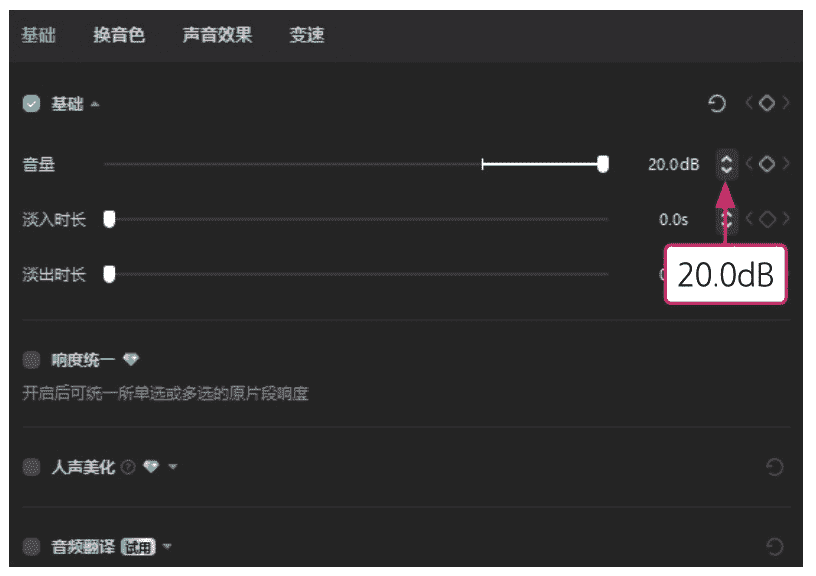 基础 换音色 声音效果 变速
基础
音量 20.0dB
淡入时长 0.0s
淡出时长
20.0dB
响度统一
开启后可统一所单选或多选的原片段响度
人声美化
音频翻译 试用